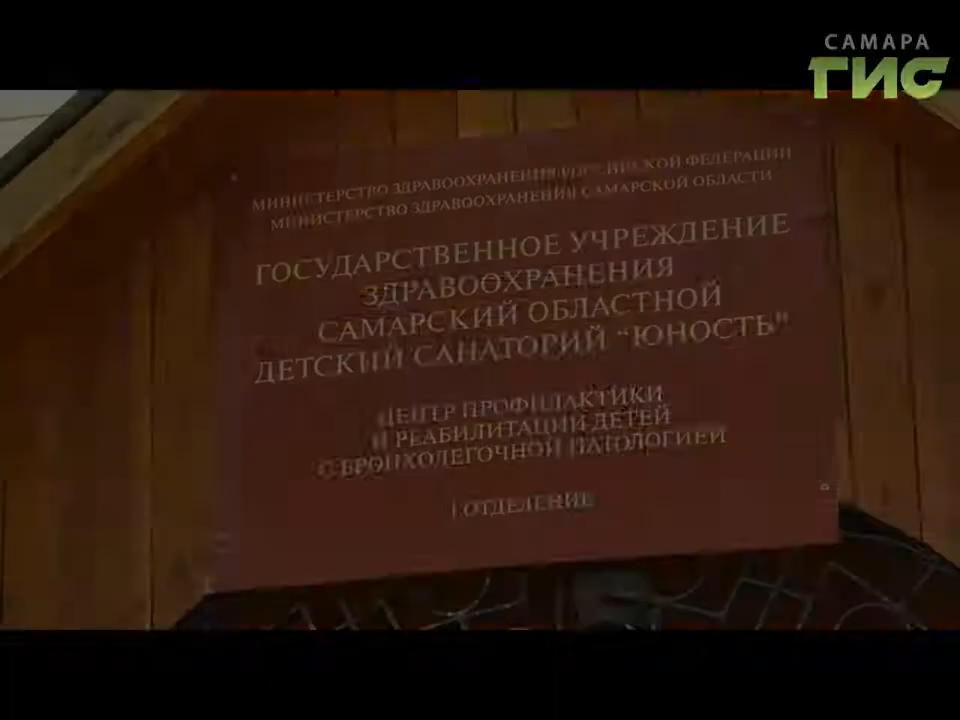 САМАРА
ГИС
МИНИСТЕРСТВО ЗДРАВООХРАНЕНИЯ РОССИЙСКОЙ ФЕДЕРАЦИИ
МИНИСТЕРСТВО ЗДРАВООХРАНЕНИЯ САМАРСКОЙ ОБЛАСТИ
ГОСУДАРСТВЕННОЕ УЧРЕЖДЕНИЕ
ЗДРАВООХРАНЕНИЯ
САМАРСКИЙ ОБЛАСТНОЙ
ДЕТСКИЙ САНАТОРИЙ "ЮНОСТЬ"
ЦЕНТР ПРОФИЛАКТИКИ
И РЕАБИЛИТАЦИИ ДЕТЕЙ
С БРОНХОЛЕГОЧНОЙ ПАТОЛОГИЕЙ
1 ОТДЕЛЕНИЕ